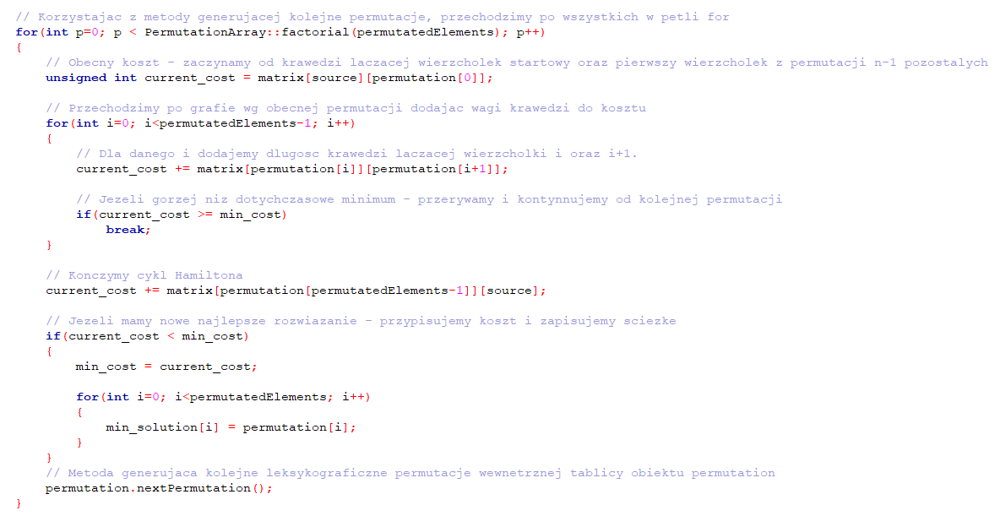 // Korzystajac z metody generujacej kolejne permutacje, przechodzimy po wszystkich w petli for
for(int p=0; p < PermutationArray::factorial(permutatedElements); p++)
{
// Obecny koszt - zaczynamy od krawedzi laczacej wierzcholek startowy oraz pierwszy wierzcholek z permutacji n-1 pozostalych
unsigned int current_cost = matrix[source][permutation[0]];
// Przechodzimy po grafie wg obecnej permutacji dodajac wagi krawedzi do kosztu
for(int i=0; i<permutatedElements-1; i++)
{
// Dla danego i dodajemy dlugosc krawedzi laczacej wierzcholki i oraz i+1.
current_cost += matrix[permutation[i]][permutation[i+1]];
// Jezeli gorzej niz dotychczasowe minimum - przerywamy i kontynnujemy od kolejnej permutacji
if(current_cost >= min_cost)
break;
}
// Konczymy cykl Hamiltona
current_cost += matrix[permutation[permutatedElements-1]][source];
// Jezeli mamy nowe najlepsze rozwiazanie - przypisujemy koszt i zapisujemy sciezke
if(current_cost < min_cost)
{
min_cost = current_cost;
for(int i=0; i<permutatedElements; i++)
{
min_solution[i] = permutation[i];
}
}
// Metoda generujaca kolejne leksykograficzne permutacje wewnetrznej tablicy obiektu permutation
permutation.nextPermutation();
}